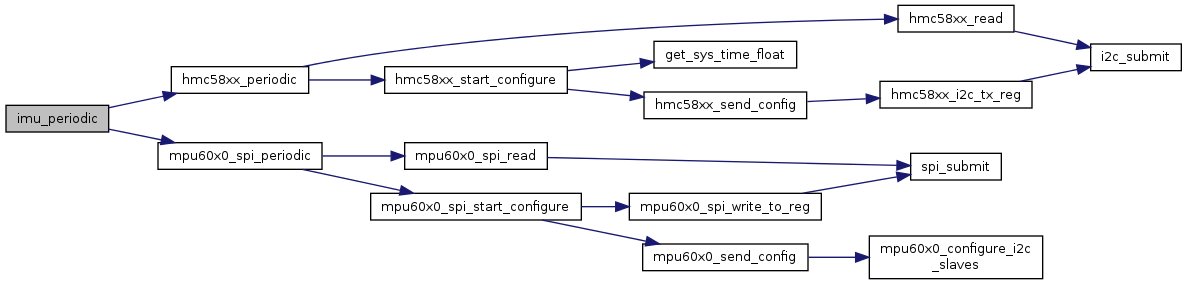 imu_periodic
hmc58xx_periodic
hmc58xx_read
i2c_submit
hmc58xx_start_configure
get_sys_time_float
hmc58xx_send_config
hmc58xx_i2c_tx_reg
mpu60x0_spi_periodic
mpu60x0_spi_read
spi_submit
mpu60x0_spi_start_configure
mpu60x0_spi_write_to_reg
mpu60x0_send_config
mpu60x0_configure_i2c
_slaves